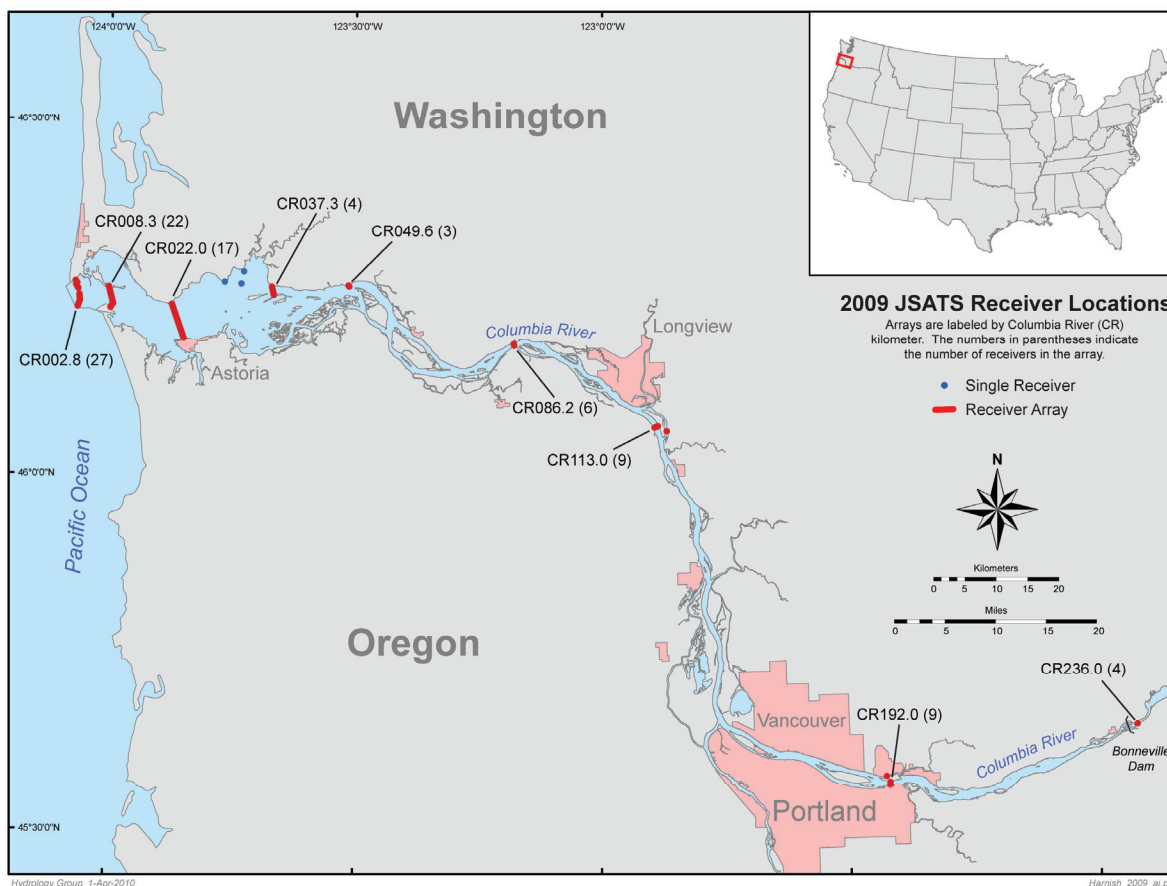 124°0'0"W
123°30'0"W
123°0'0"W
46°30'0"N
46°0'0"N
45°30'0"N
Washington
CR008.3 (22)
CR037.3 (4)
CR022.0 (17)
CR049.6 (3)
CR002.8 (27)
Astoria
Columbia River
Longview
CR086.2 (6)
CR113.0 (9)
Pacific Ocean
Oregon
Vancouver
CR192.0 (9)
Portland
Columbia River
CR236.0 (4)
Bonneville
Dam
2009 JSATS Receiver Locations
Arrays are labeled by Columbia River (CR)
kilometer. The numbers in parentheses indicate
the number of receivers in the array.
Single Receiver
Receiver Array
N
Kilometers
0 5 10 20
Miles
0 5 10 15 20
Hydrology Group 1-Apr-2010